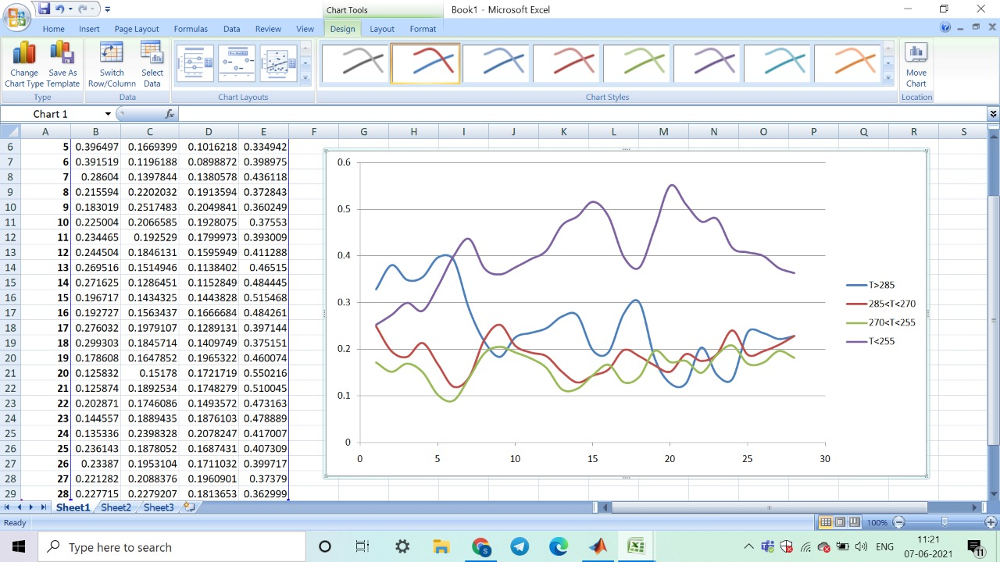 Chart Tools
Book1 - Microsoft Excel
Home Insert Page Layout Formulas Data Review View Design Layout Format
Change Chart Type
Save As Template
Switch Row/Column
Select Data
Move Chart
Type Data Chart Layouts Chart Styles Location
Chart 1 fx
A B C D E F G H I J K L M N O P Q R S
6 5 0.396497 0.1669399 0.1016218 0.334942
7 6 0.391519 0.1196188 0.0898872 0.398975
8 7 0.28604 0.1397844 0.1380578 0.436118
9 8 0.215594 0.2202032 0.1913594 0.372843
10 9 0.183019 0.2517483 0.2049841 0.360249
11 10 0.225004 0.2066585 0.1928075 0.37553
12 11 0.234465 0.192529 0.1799973 0.393009
13 12 0.244504 0.1846131 0.1595949 0.411288
14 13 0.269516 0.1514946 0.1138402 0.46515
15 14 0.271625 0.1286451 0.1152849 0.484445
16 15 0.196717 0.1434325 0.1443828 0.515468
17 16 0.192727 0.1563437 0.1666684 0.484261
18 17 0.276032 0.1979107 0.1289131 0.397144
19 18 0.299303 0.1845714 0.1409749 0.375151
20 19 0.178908 0.1647852 0.1965322 0.460074
21 20 0.125832 0.15178 0.1721719 0.550216
22 21 0.125874 0.1892534 0.1748279 0.510045
23 22 0.202871 0.1746086 0.1493572 0.473163
24 23 0.144557 0.1889435 0.1876103 0.478889
25 24 0.135336 0.2398328 0.2078247 0.417007
26 25 0.236143 0.1878052 0.1687431 0.407309
27 26 0.23387 0.1953104 0.1711032 0.399717
28 27 0.221282 0.2088376 0.1960901 0.37379
29 28 0.227715 0.2279207 0.1813653 0.362999
0.6
0.5
0.4
0.3
0.2
0.1
0
0 5 10 15 20 25 30
T>285
285<T<270
270<T<255
T<255
Sheet1 Sheet2 Sheet3
Ready 100%
Type here to search
ENG
11:21
07-06-2021
11